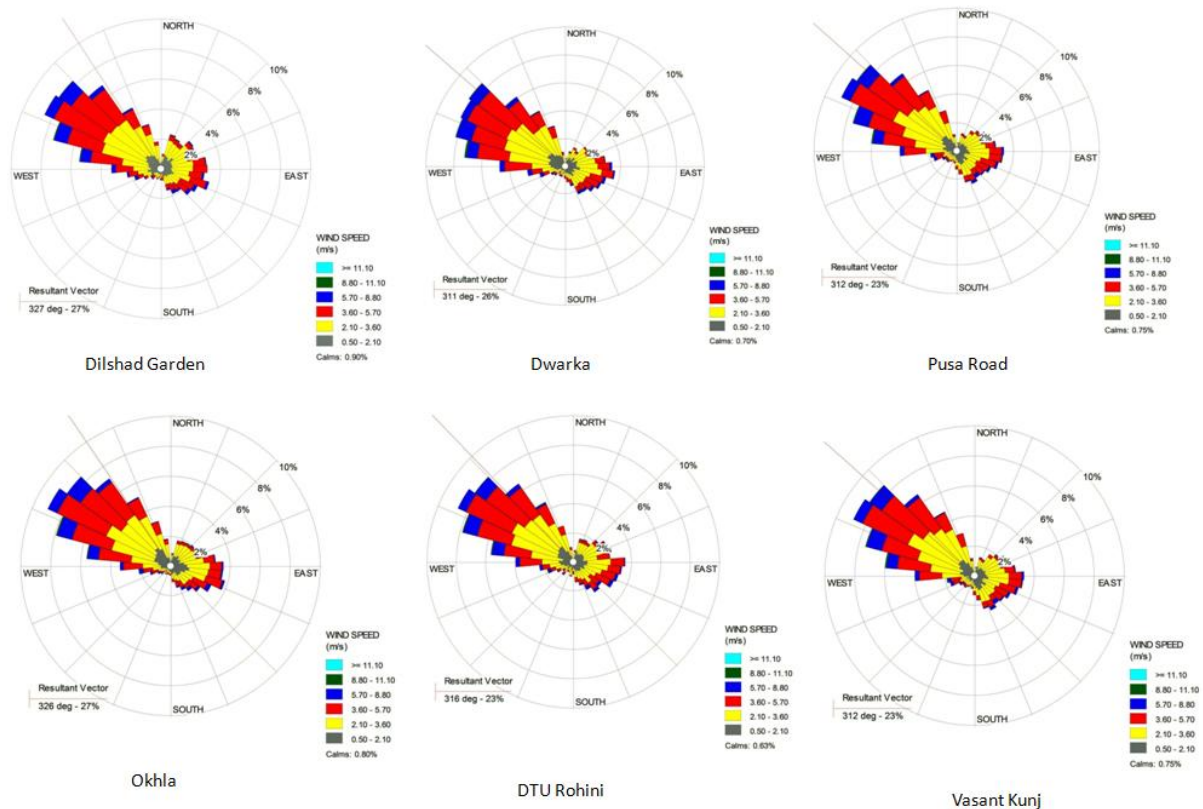 NORTH
10%
8%
6%
4%
2%
WEST
EAST
SOUTH
WIND SPEED
(m/s)
>= 11.10
8.80 - 11.10
5.70 - 8.80
3.60 - 5.70
2.10 - 3.60
0.50 - 2.10
Calms: 0.90%
Resultant Vector
327 deg - 27%
Dilshad Garden
NORTH
10%
8%
6%
4%
2%
WEST
EAST
SOUTH
WIND SPEED
(m/s)
>= 11.10
8.80 - 11.10
5.70 - 8.80
3.60 - 5.70
2.10 - 3.60
0.50 - 2.10
Calms: 0.70%
Resultant Vector
311 deg - 26%
Dwarka
NORTH
10%
8%
6%
4%
2%
WEST
EAST
SOUTH
WIND SPEED
(m/s)
>= 11.10
8.80 - 11.10
5.70 - 8.80
3.60 - 5.70
2.10 - 3.60
0.50 - 2.10
Calms: 0.75%
Resultant Vector
312 deg - 23%
Pusa Road
NORTH
10%
8%
6%
4%
2%
WEST
EAST
SOUTH
WIND SPEED
(m/s)
>= 11.10
8.80 - 11.10
5.70 - 8.80
3.60 - 5.70
2.10 - 3.60
0.50 - 2.10
Calms: 0.80%
Resultant Vector
326 deg - 27%
Okhla
NORTH
10%
8%
6%
4%
2%
WEST
EAST
SOUTH
WIND SPEED
(m/s)
>= 11.10
8.80 - 11.10
5.70 - 8.80
3.60 - 5.70
2.10 - 3.60
0.50 - 2.10
Calms: 0.63%
Resultant Vector
316 deg - 23%
DTU Rohini
NORTH
10%
8%
6%
4%
2%
WEST
EAST
SOUTH
WIND SPEED
(m/s)
>= 11.10
8.80 - 11.10
5.70 - 8.80
3.60 - 5.70
2.10 - 3.60
0.50 - 2.10
Calms: 0.75%
Resultant Vector
312 deg - 23%
Vasant Kunj